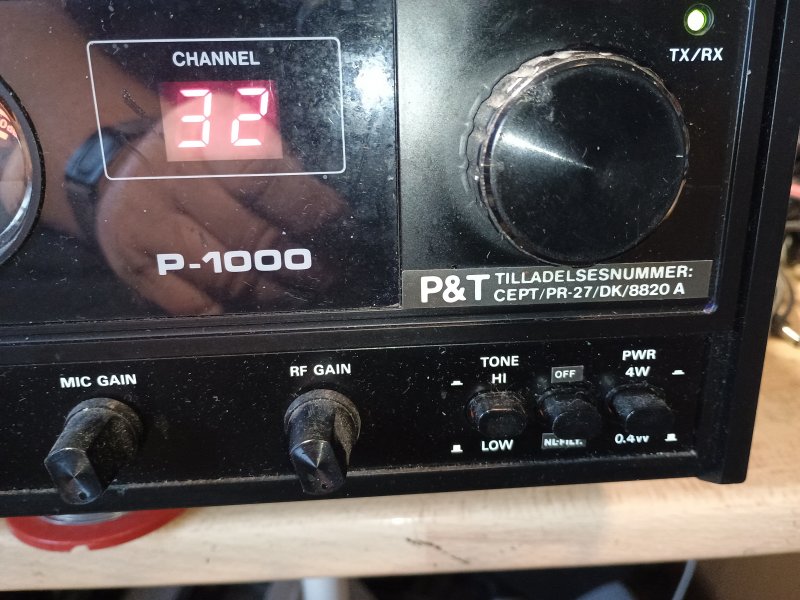 CHANNEL
32
TX/RX
P-1000
P&T TILLADELSESNUMMER:
CEPT/PR-27/DK/8820 A
MIC GAIN
RF GAIN
TONE
HI
LOW
OFF
NL-FILT.
PWR
4W
0.4W